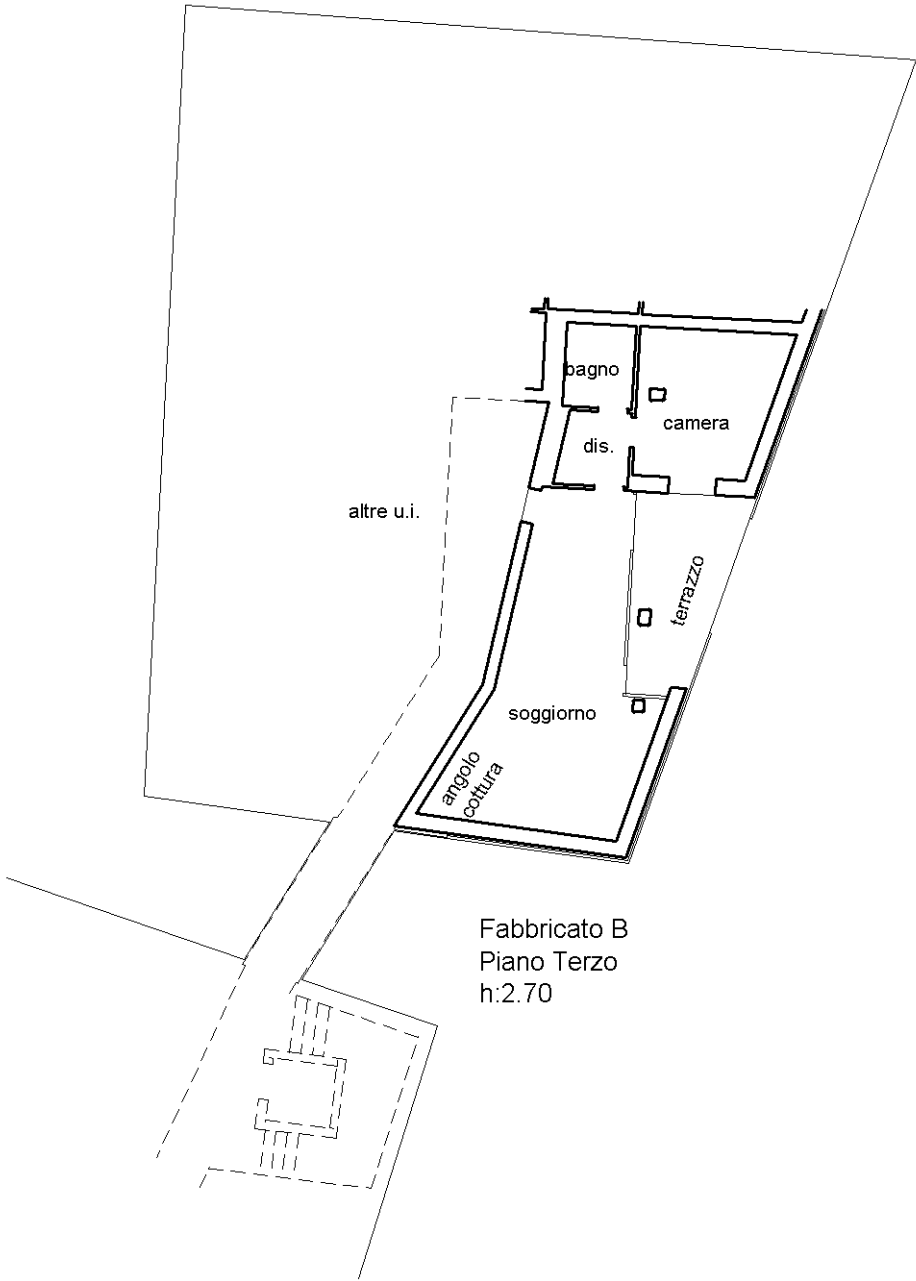 bagno
camera
dis.
altre u.i.
terrazzo
soggiorno
angolo
cottura
Fabbricato B
Piano Terzo
h:2.70